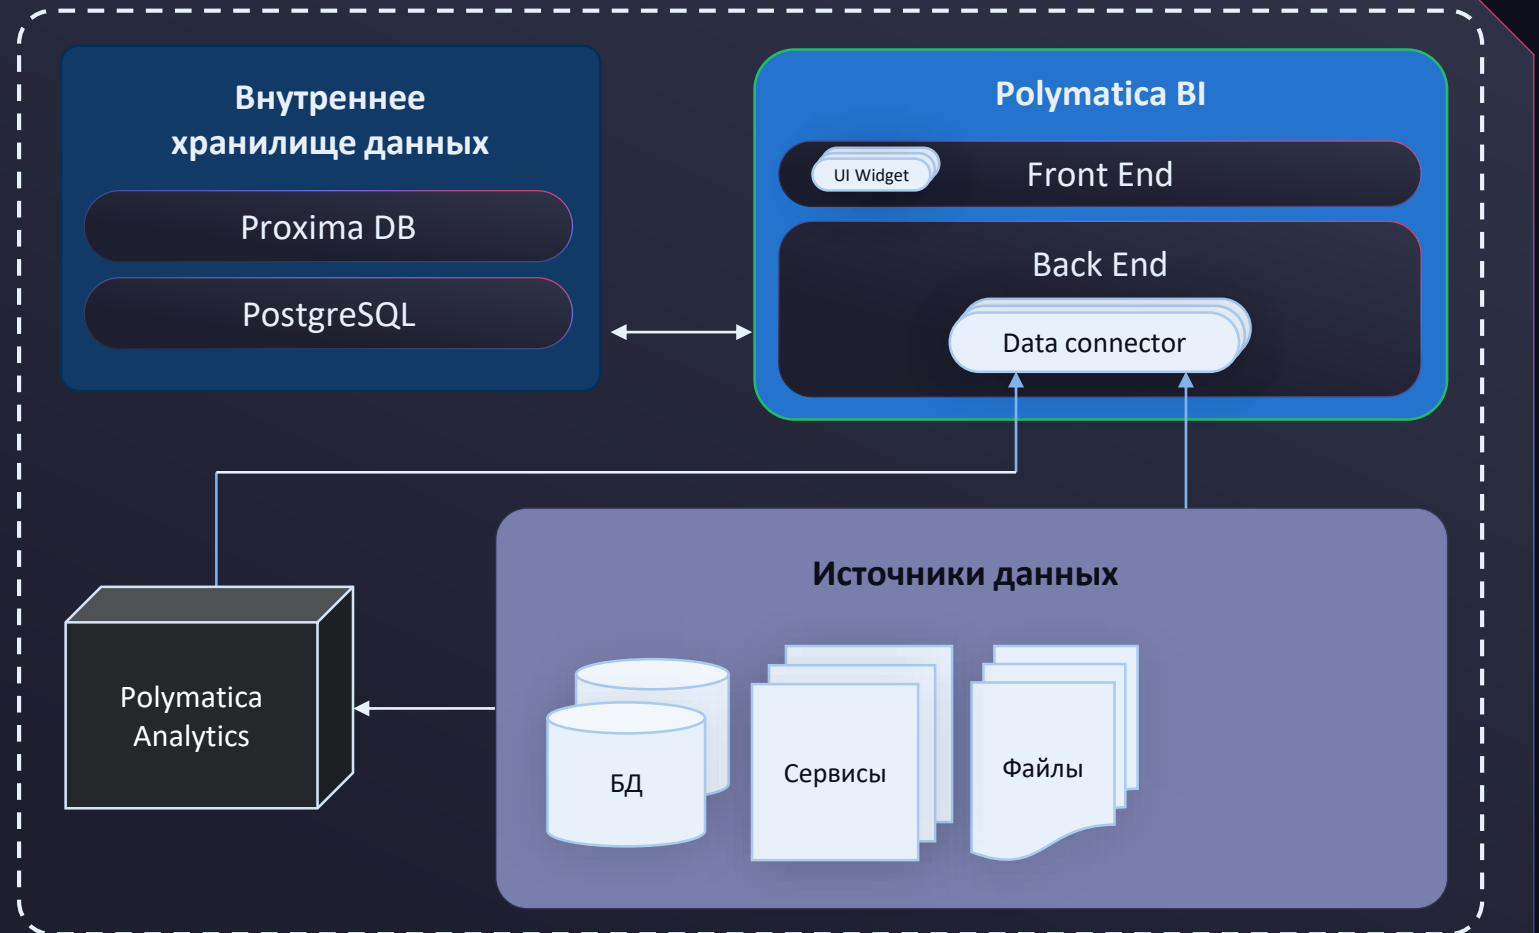 Внутреннее
хранилище данных
Proxima DB
PostgreSQL
Polymatica BI
UI Widget
Front End
Back End
Data connector
Источники данных
Polymatica
Analytics
БД
Сервисы
Файлы